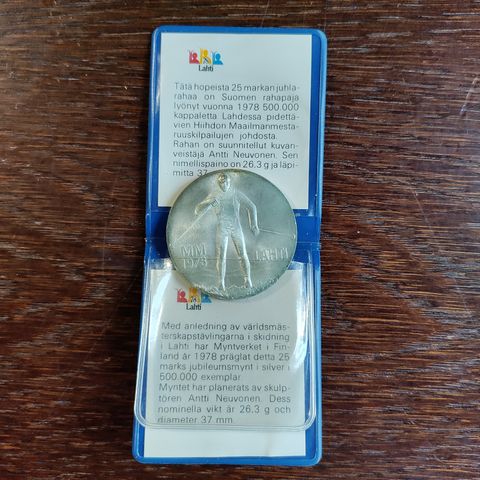 Lahti
Tätä hopeista 25 markan juhla-
rahaa on Suomen rahapaja
lyönyt vuonna 1978 500.000
kappaletta Lahdessa pidettä-
vien Hiihdon Maailmanmesta-
ruuskilpailujen johdosta.
Rahan on suunnitellut kuvan-
veistäjä Antti Neuvonen. Sen
nimellispaino on 26.3 g ja läpi-
mitta 37
MM LAHTI
1978
Lahti
Med anledning av världsmäs-
terskapstävlingarna i skidning
i Lahti har Myntverket i Fin-
land år 1978 präglat detta 25
marks jubileumsmynt i silver i
500.000 exemplar.
Myntet har planerats av skulp-
tören Antti Neuvonen. Dess
nominella vikt är 26.3 g och
diameter 37 mm.